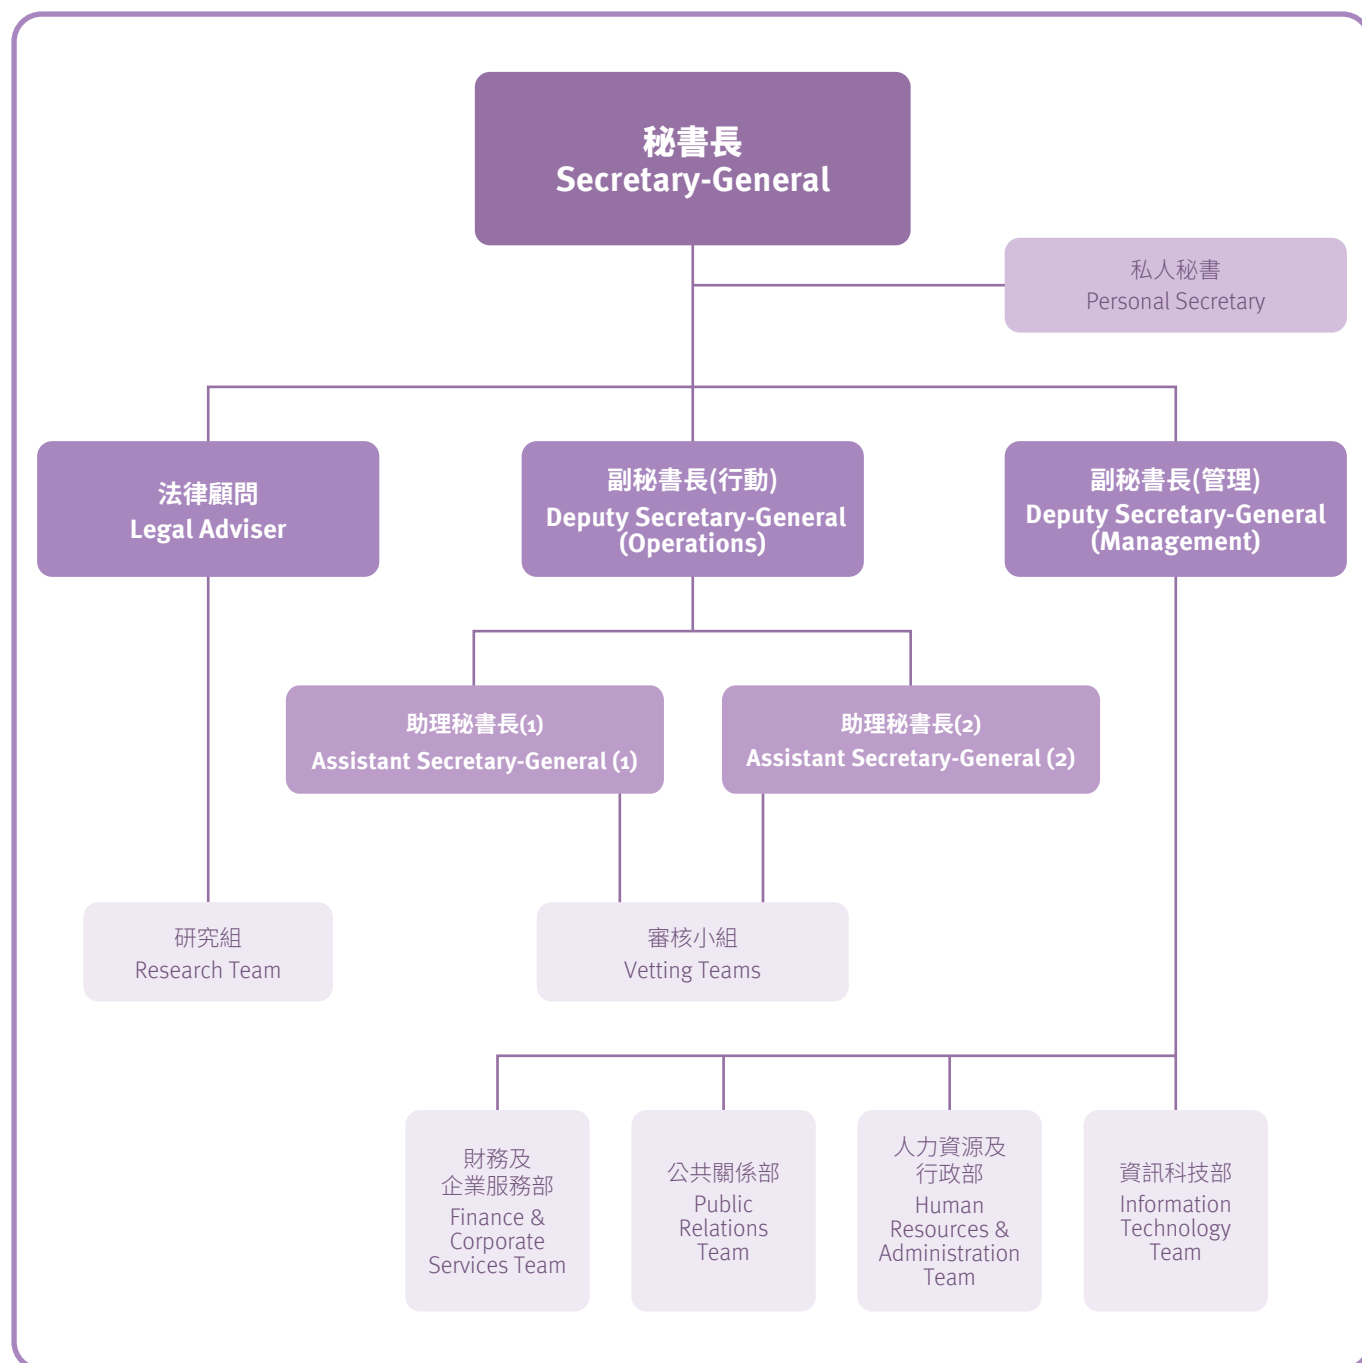 秘書長
Secretary-General
私人秘書
Personal Secretary
法律顧問
Legal Adviser
副秘書長(行動)
Deputy Secretary-General
(Operations)
副秘書長(管理)
Deputy Secretary-General
(Management)
助理秘書長(1)
Assistant Secretary-General (1)
助理秘書長(2)
Assistant Secretary-General (2)
研究組
Research Team
審核小組
Vetting Teams
財務及
企業服務部
Finance &
Corporate
Services Team
公共關係部
Public
Relations
Team
人力資源及
行政部
Human
Resources &
Administration
Team
資訊科技部
Information
Technology
Team